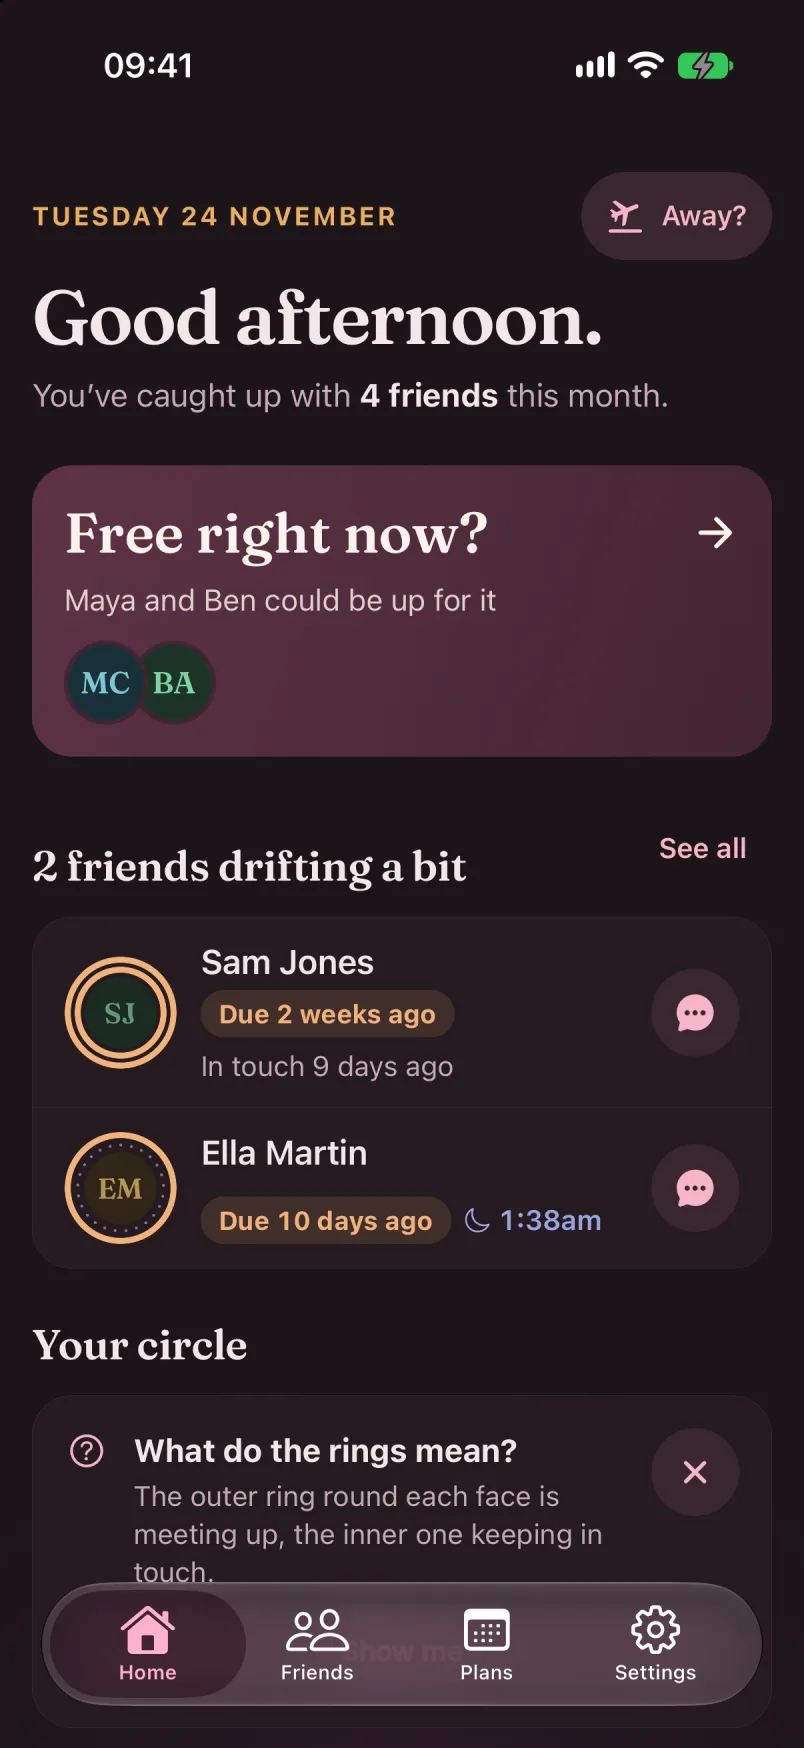 09:41
TUESDAY 24 NOVEMBER
Away?
Good afternoon.
You've caught up with 4 friends this month.
Free right now?
Maya and Ben could be up for it
MC
BA
2 friends drifting a bit
See all
SJ
Sam Jones
Due 2 weeks ago
In touch 9 days ago
EM
Ella Martin
Due 10 days ago
1:38am
Your circle
What do the rings mean?
The outer ring round each face is
meeting up, the inner one keeping in
touch.
Show me
Home
Friends
Plans
Settings